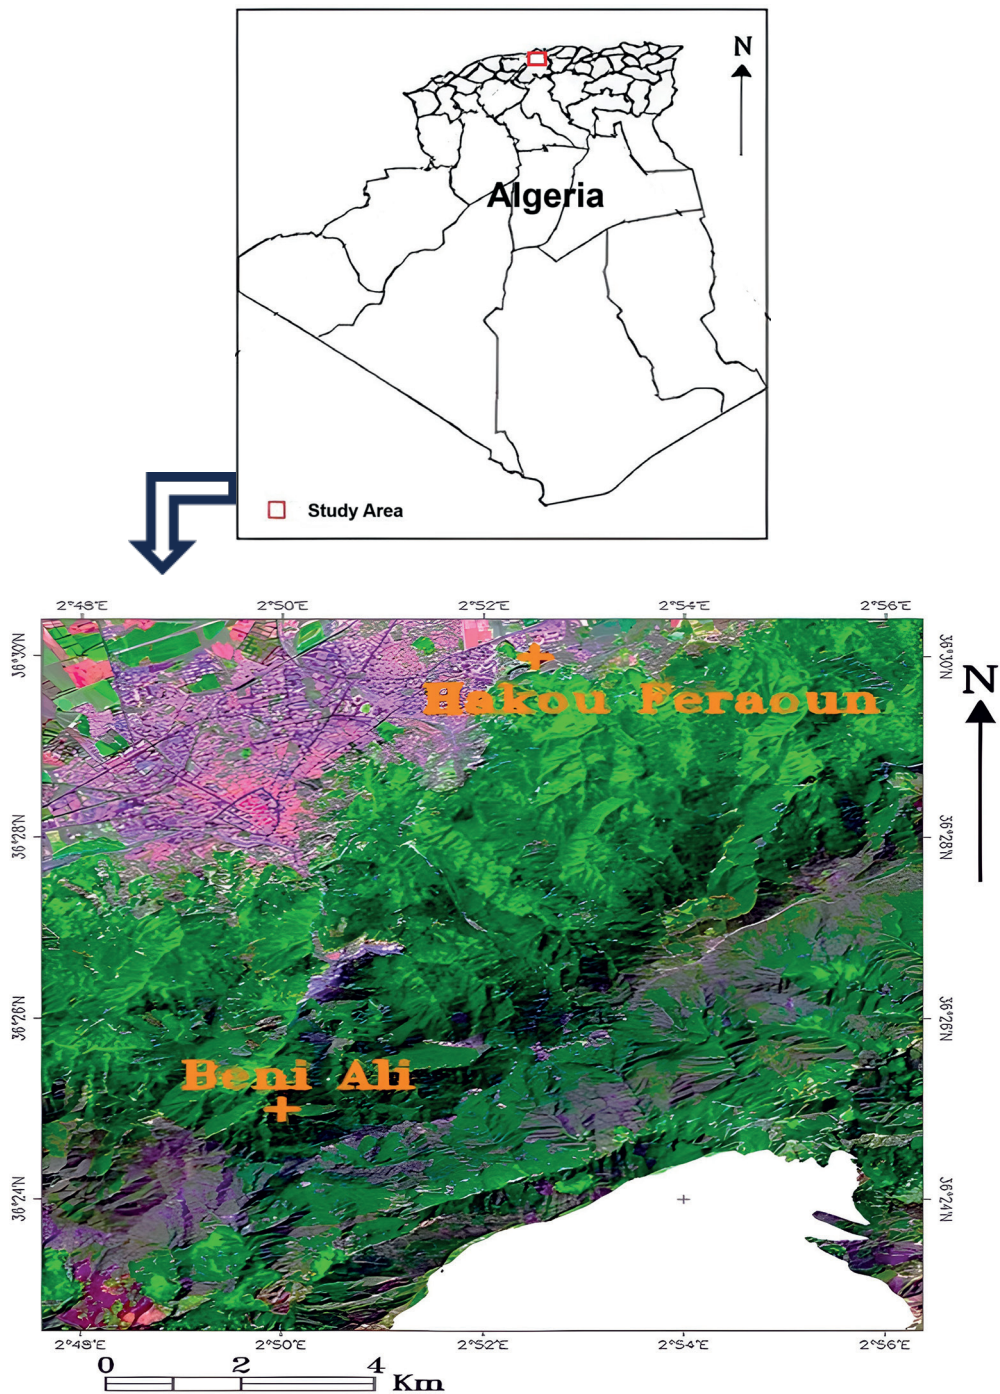 N
Algeria
Study Area
2°48'E 2°50'E 2°52'E 2°54'E 2°56'E
36°30'N 36°30'N
Hakou Feraoun
N
36°28'N 36°28'N
36°26'N 36°26'N
Beni Ali
36°24'N 36°24'N
2°48'E 2°50'E 2°52'E 2°54'E 2°56'E
0 2 4
Km